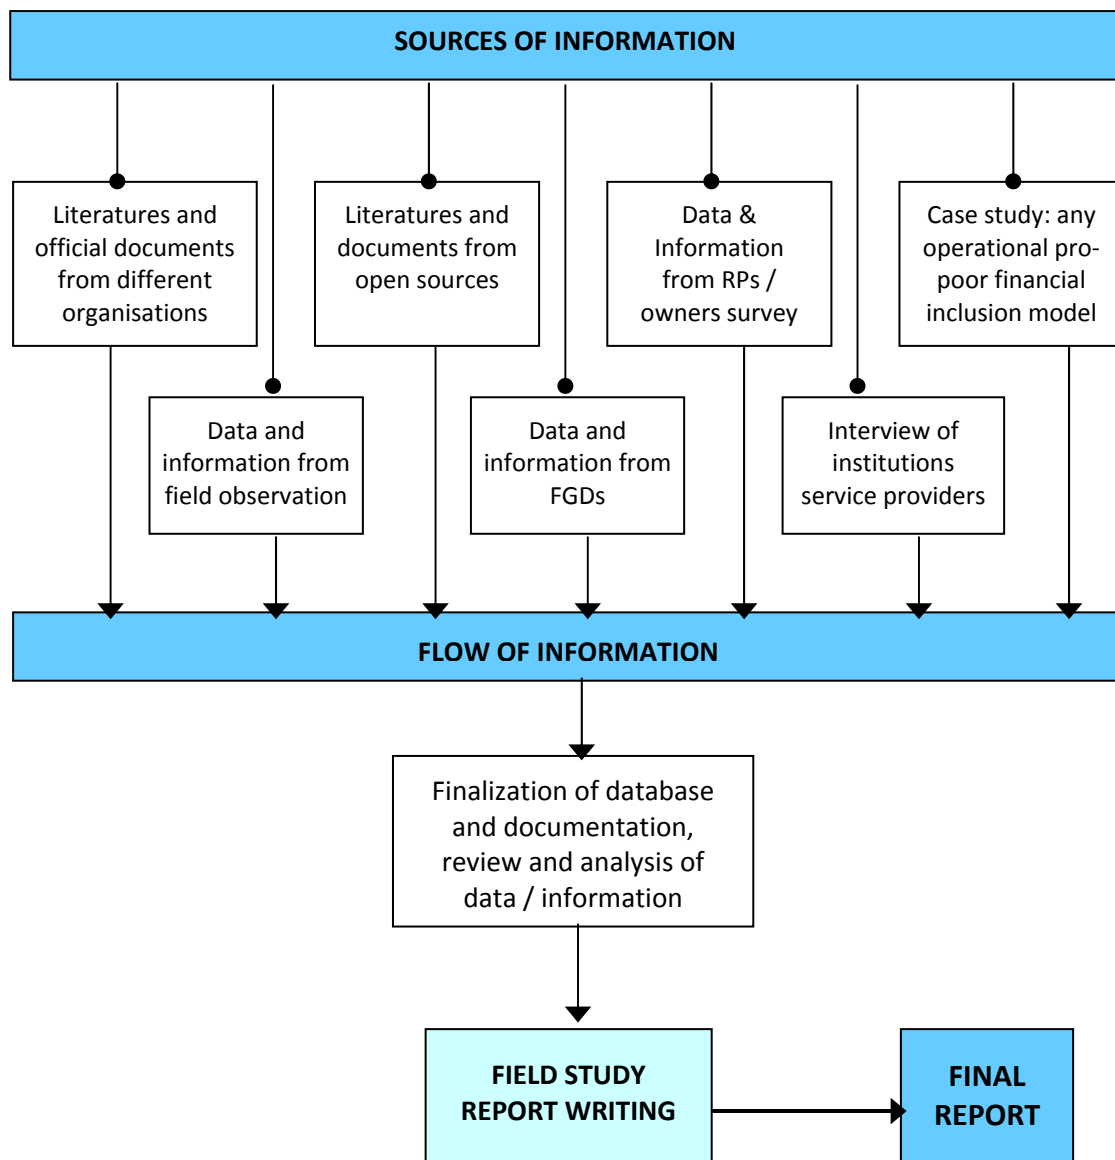 SOURCES OF INFORMATION
Literatures and
official documents
from different
organisations
Literatures and
documents from
open sources
Data &
Information
from RPs /
owners survey
Case study: any
operational pro-
poor financial
inclusion model
Data and
information from
field observation
Data and
information from
FGDs
Interview of
institutions
service providers
FLOW OF INFORMATION
Finalization of database
and documentation,
review and analysis of
data / information
FIELD STUDY
REPORT WRITING
FINAL
REPORT